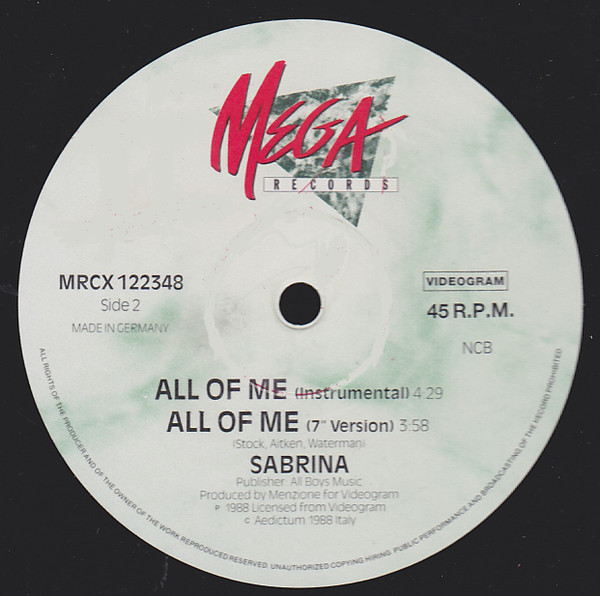 MEGA
RECORDS
MRCX 122348
Side 2
MADE IN GERMANY
VIDEOGRAM
45 R.P.M.
NCB
ALL OF ME (Instrumental) 4:29
ALL OF ME (7" Version) 3:58
(Stock, Aitken, Waterman)
SABRINA
Publisher: All Boys Music
Produced by Menzione for Videogram
℗ 1988 Licensed from Videogram
© Aedictum 1988 Italy
ALL RIGHTS OF THE PRODUCER AND OF THE OWNER OF THE WORK REPRODUCED RESERVED. UNAUTHORIZED COPYING HIRING. PUBLIC PERFORMANCE AND BROADCASTING OF THE RECORD PROHIBITED.